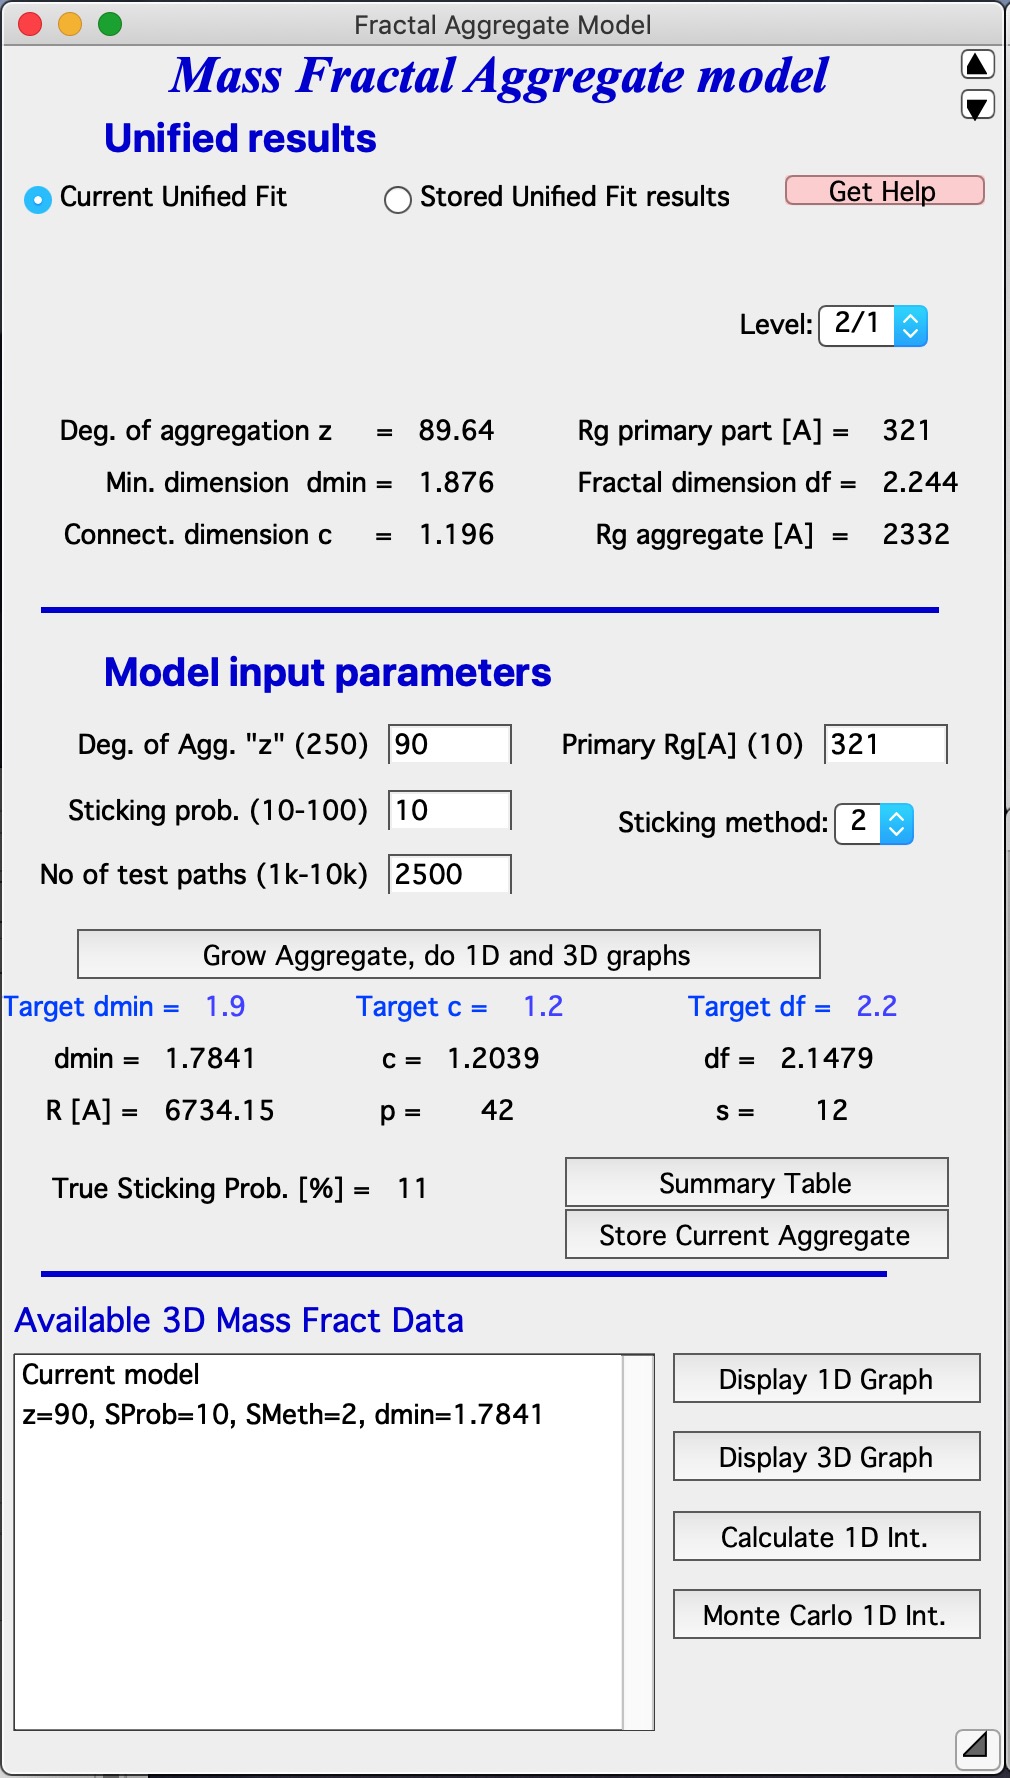 Fractal Aggregate Model
Mass Fractal Aggregate model
Unified results
Current Unified Fit Stored Unified Fit results Get Help
Level: 2/1
Deg. of aggregation z = 89.64 Rg primary part [A] = 321
Min. dimension dmin = 1.876 Fractal dimension df = 2.244
Connect. dimension c = 1.196 Rg aggregate [A] = 2332
Model input parameters
Deg. of Agg. "z" (250) 90 Primary Rg[A] (10) 321
Sticking prob. (10-100) 10 Sticking method: 2
No of test paths (1k-10k) 2500
Grow Aggregate, do 1D and 3D graphs
Target dmin = 1.9 Target c = 1.2 Target df = 2.2
dmin = 1.7841 c = 1.2039 df = 2.1479
R [A] = 6734.15 p = 42 s = 12
True Sticking Prob. [%] = 11 Summary Table
Store Current Aggregate
Available 3D Mass Fract Data
Current model Display 1D Graph
z=90, SProb=10, SMeth=2, dmin=1.7841
Display 3D Graph
Calculate 1D Int.
Monte Carlo 1D Int.